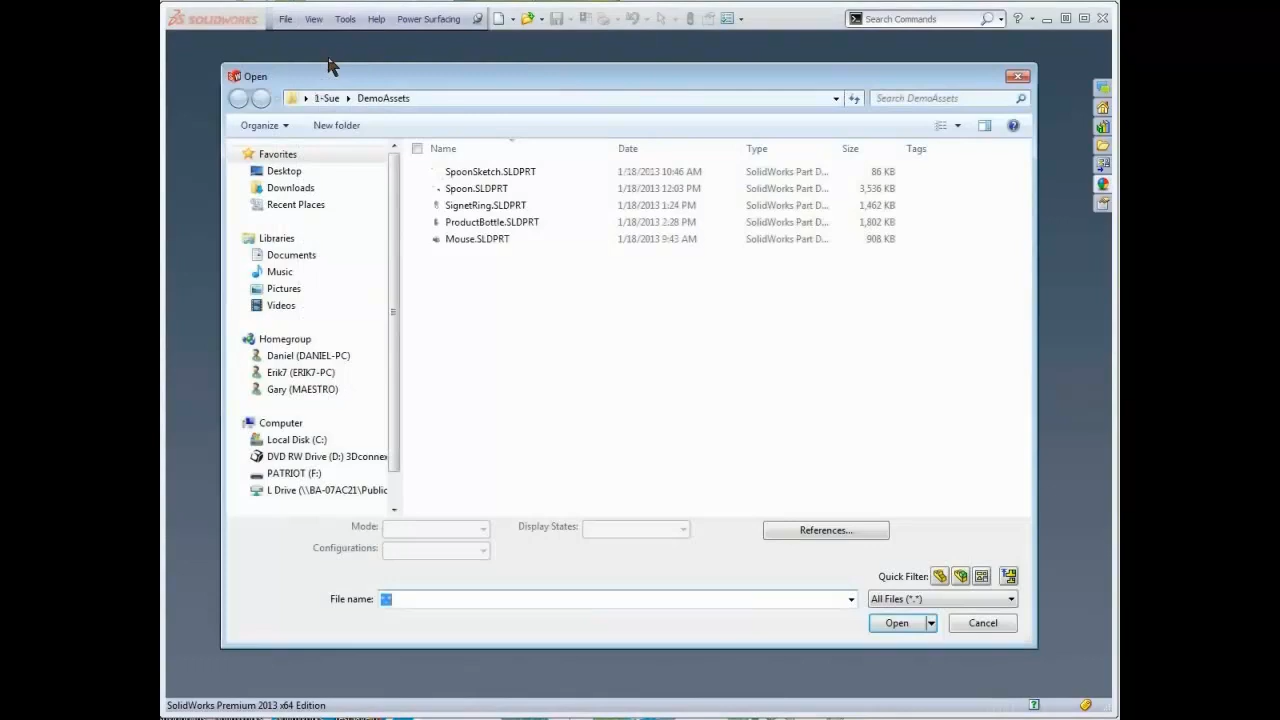 SOLIDWORKS File View Tools Help Power Surfacing Search Commands
Open
1-Sue DemoAssets Search DemoAssets
Organize New folder
Name Date Type Size Tags
Favorites
Desktop
Downloads
Recent Places
Libraries
Documents
Music
Pictures
Videos
Homegroup
Daniel (DANIEL-PC)
Erik7 (ERIK7-PC)
Gary (MAESTRO)
Computer
Local Disk (C:)
DVD RW Drive (D:) 3Dconnex
PATRIOT (F:)
L Drive (\\BA-07AC21\Public
SpoonSketch.SLDPRT 1/18/2013 10:46 AM SolidWorks Part D... 86 KB
Spoon.SLDPRT 1/18/2013 12:03 PM SolidWorks Part D... 3,536 KB
SignetRing.SLDPRT 1/18/2013 1:24 PM SolidWorks Part D... 1,462 KB
ProductBottle.SLDPRT 1/18/2013 2:28 PM SolidWorks Part D... 1,802 KB
Mouse.SLDPRT 1/18/2013 9:43 AM SolidWorks Part D... 908 KB
Mode: Display States: References...
Configurations:
Quick Filter:
File name: All Files (*.*)
Open Cancel
SolidWorks Premium 2013 x64 Edition